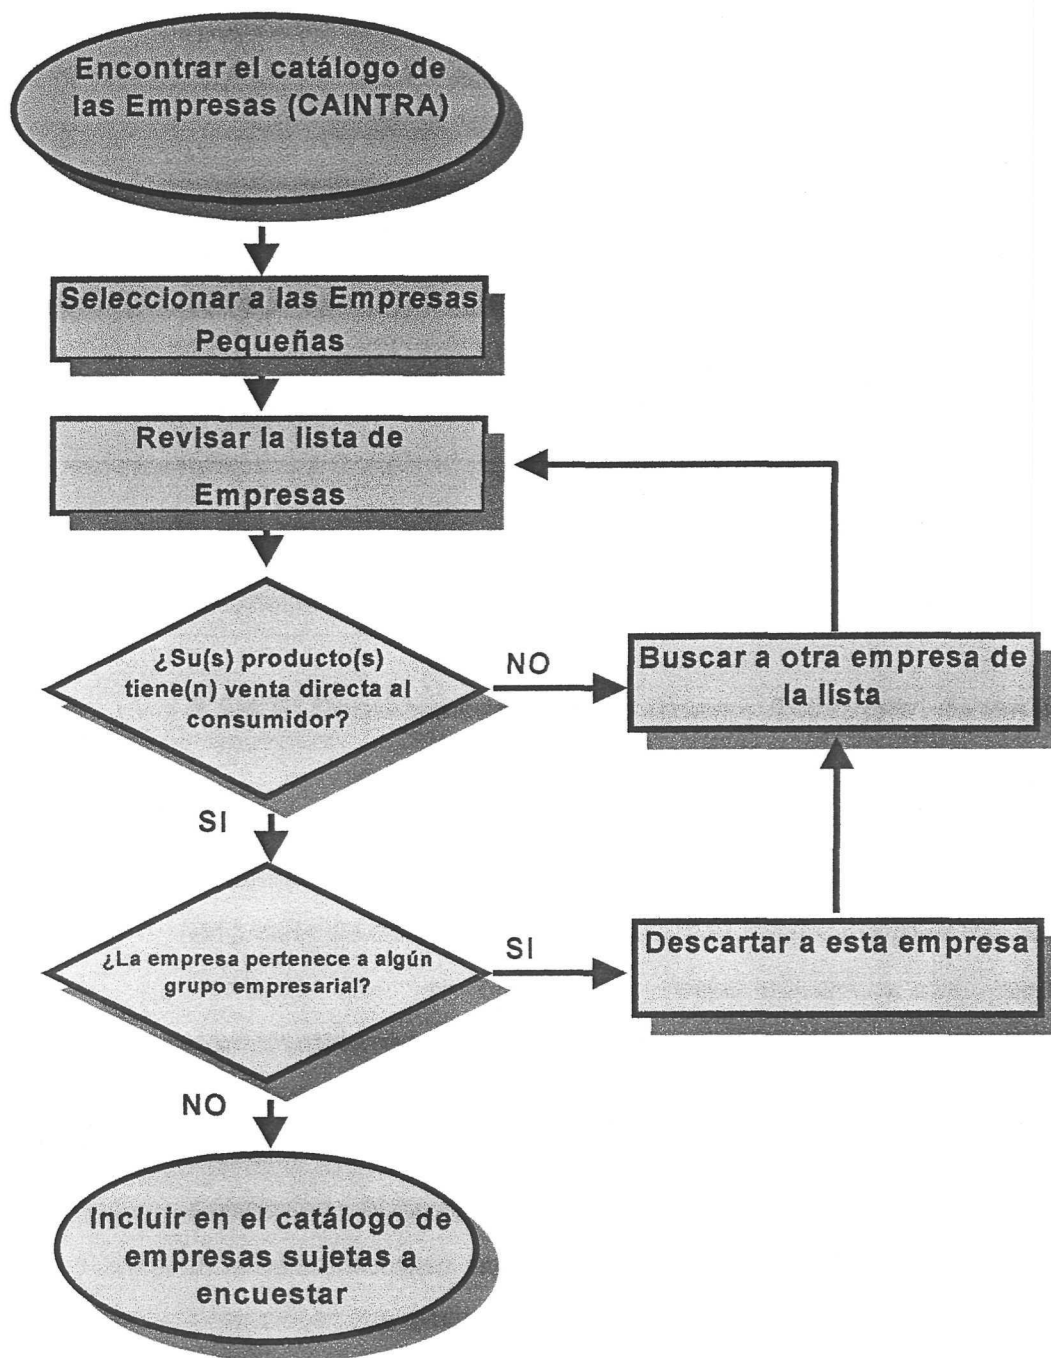 Encontrar el catálogo de
las Empresas (CAINTRA)
Seleccionar a las Empresas
Pequeñas
Revisar la lista de
Empresas
¿Su(s) producto(s)
tiene(n) venta directa al
consumidor?
NO
Buscar a otra empresa de
la lista
SI
¿La empresa pertenece a algún
grupo empresarial?
SI
Descartar a esta empresa
NO
Incluir en el catálogo de
empresas sujetas a
encuestar